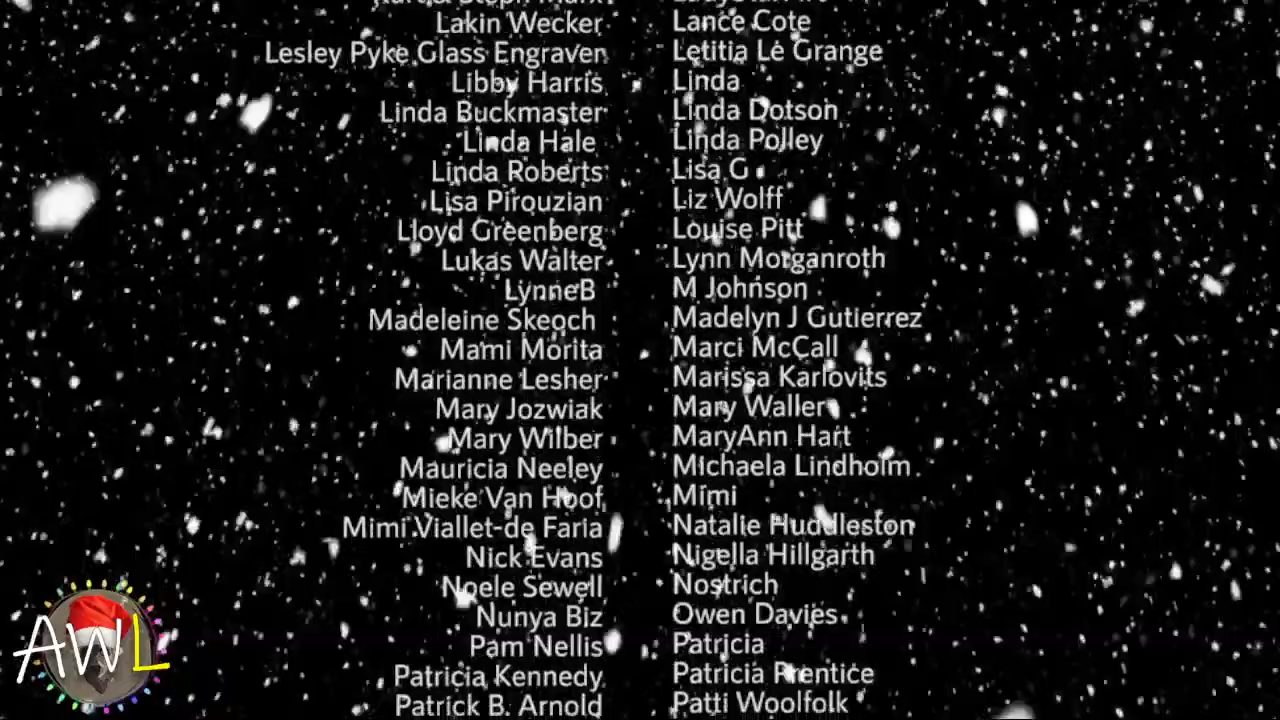 Lakin Wecker
Lesley Pyke Glass Engraven
Libby Harris
Linda Buckmaster
Linda Hale
Linda Roberts
Lisa Pirouzian
Lloyd Greenberg
Lukas Walter
LynneB
Madeleine Skeoch
Mami Morita
Marianne Lesher
Mary Jozwiak
Mary Wilber
Mauricia Neeley
Mieke Van Hoof
Mimi Viallet-de Faria
Nick Evans
Noele Sewell
Nunya Biz
Pam Nellis
Patricia Kennedy
Patrick B. Arnold
Lance Cote
Letitia Le Grange
Linda
Linda Dotson
Linda Polley
Lisa G
Liz Wolff
Louise Pitt
Lynn Morganroth
M Johnson
Madelyn J Gutierrez
Marci McCall
Marissa Karlovits
Mary Waller
MaryAnn Hart
Michaela Lindholm
Mimi
Natalie Huddleston
Nigella Hillgarth
Nostrich
Owen Davies
Patricia
Patricia Prentice
Patti Woolfolk
AWL